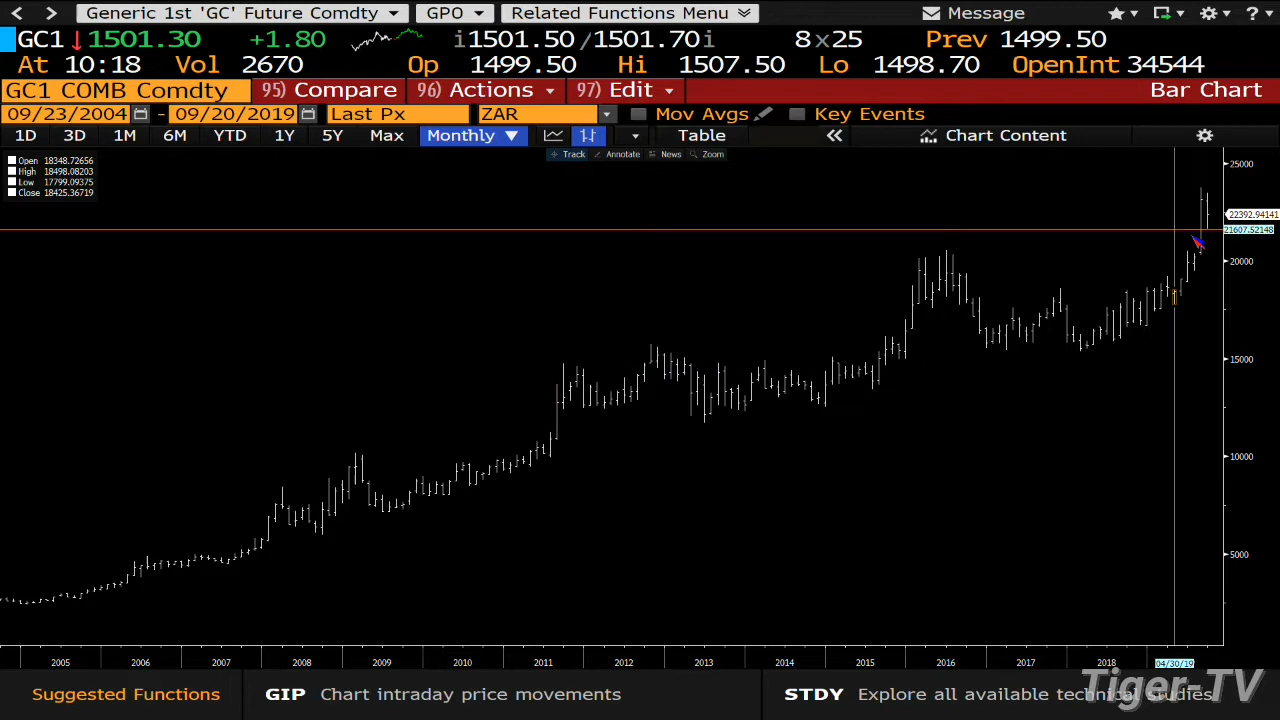 Generic 1st 'GC' Future Comdty GPO Related Functions Menu Message ?
GC1 1501.30 +1.80 i1501.50/1501.70i 8x25 Prev 1499.50
At 10:18 Vol 2670 Op 1499.50 Hi 1507.50 Lo 1498.70 OpenInt 34544
GC1 COMB Comdty 95) Compare 96) Actions 97) Edit Bar Chart
09/23/2004 - 09/20/2019 Last Px ZAR Mov Avgs Key Events
1D 3D 1M 6M YTD 1Y 5Y Max Monthly Table Chart Content
Track Annotate News Zoom
Open 18348.72656
High 18498.08203
Low 17799.09375
Close 18425.36719
25000
22392.94141
21607.52148
20000
15000
10000
5000
2005 2006 2007 2008 2009 2010 2011 2012 2013 2014 2015 2016 2017 2018 04/30/19
Suggested Functions GIP Chart intraday price movements STDY Explore all available technical studies
Tiger-TV